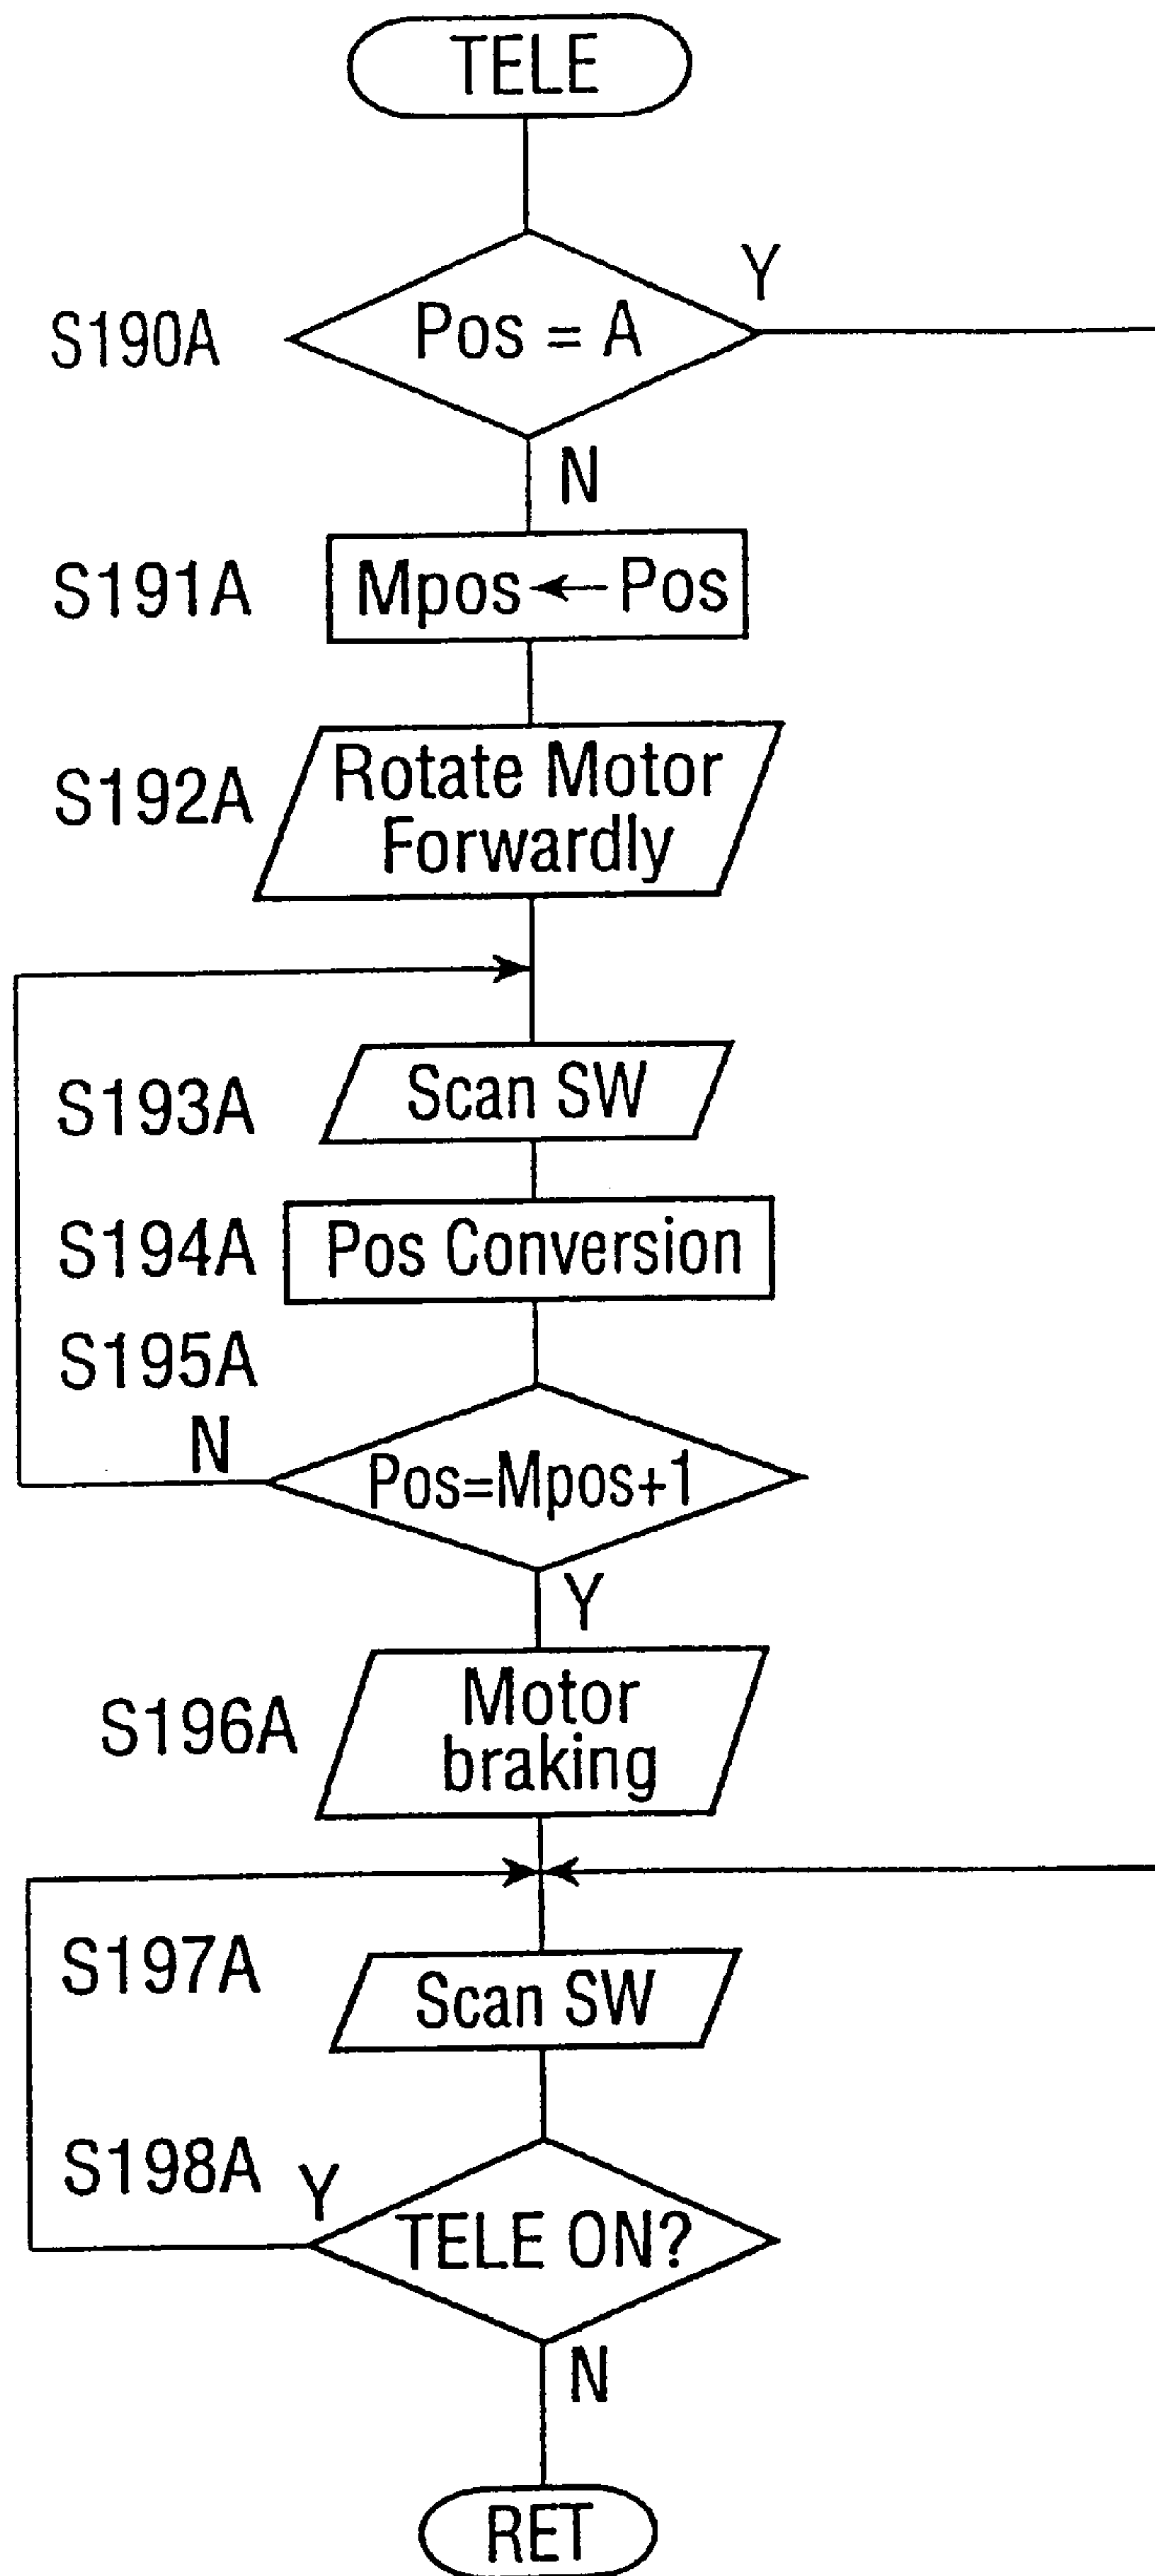 TELE
Y
S190A
Pos = A
N
S191A
Mpos ← Pos
S192A
Rotate Motor
Forwardly
S193A
Scan SW
S194A
Pos Conversion
S195A
N
Pos=Mpos+1
Y
S196A
Motor
braking
S197A
Scan SW
S198A
Y
TELE ON?
N
RET